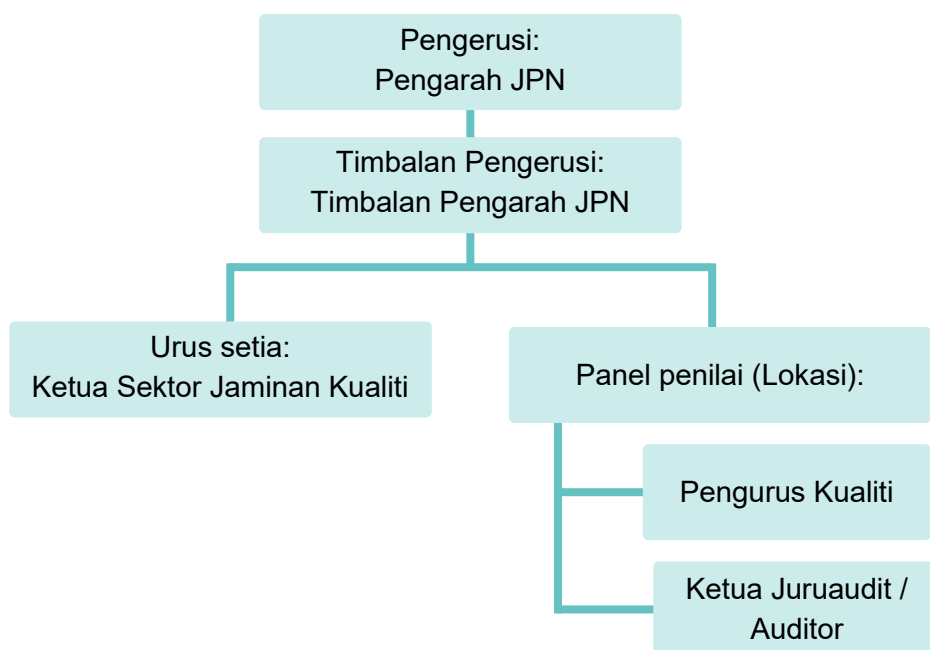 Pengerusi:
Pengarah JPN
Timbalan Pengerusi:
Timbalan Pengarah JPN
Urus setia:
Ketua Sektor Jaminan Kualiti
Panel penilai (Lokasi):
Pengurus Kualiti
Ketua Juruaudit /
Auditor